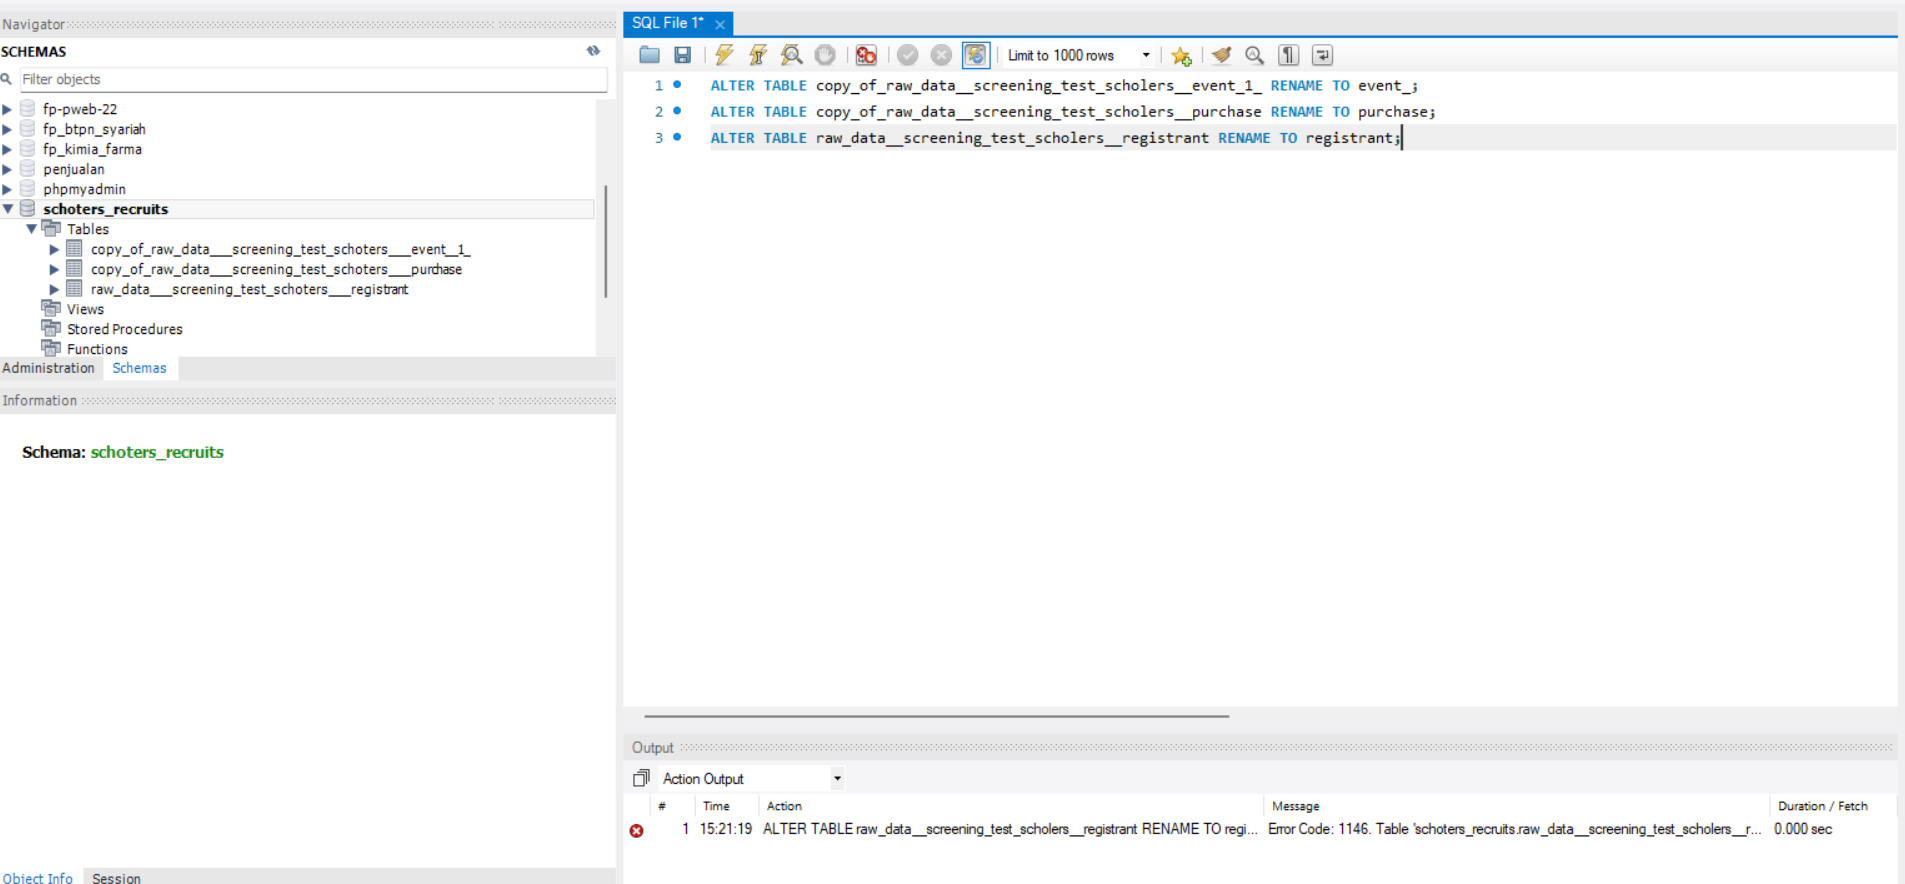 Navigator
SCHEMAS
Filter objects
fp-pweb-22
fp_btpn_syariah
fp_kimia_farma
penjualan
phpmyadmin
schoters_recruits
Tables
copy_of_raw_data___screening_test_schoters___event__1_
copy_of_raw_data___screening_test_schoters___purchase
raw_data___screening_test_schoters___registrant
Views
Stored Procedures
Functions
Administration Schemas
Information
Schema: schoters_recruits
Object Info Session
SQL File 1*
Limit to 1000 rows
1 ALTER TABLE copy_of_raw_data__screening_test_scholers__event_1_ RENAME TO event_;
2 ALTER TABLE copy_of_raw_data__screening_test_scholers__purchase RENAME TO purchase;
3 ALTER TABLE raw_data__screening_test_scholers__registrant RENAME TO registrant;
Output
Action Output
# Time Action Message Duration / Fetch
1 15:21:19 ALTER TABLE raw_data__screening_test_scholers__registrant RENAME TO regi... Error Code: 1146. Table 'schoters_recruits.raw_data__screening_test_scholers__r... 0.000 sec